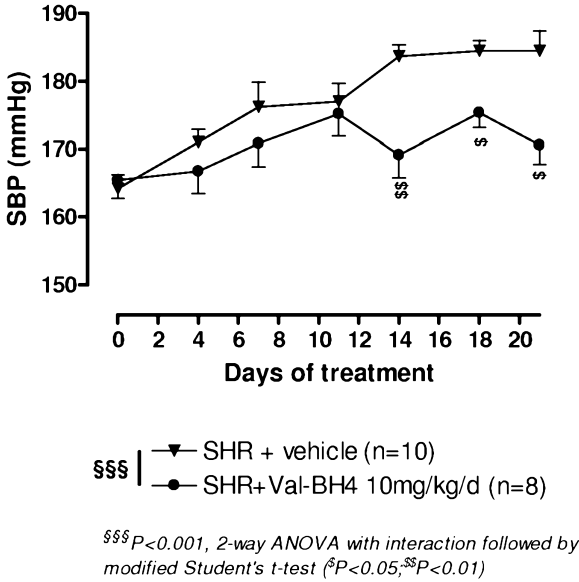 190
180
170
160
150
SBP (mmHg)
$$
$
$
0 2 4 6 8 10 12 14 16 18 20
Days of treatment
§§§
SHR + vehicle (n=10)
SHR+Val-BH4 10mg/kg/d (n=8)
§§§P<0.001, 2-way ANOVA with interaction followed by
modified Student's t-test ($P<0.05;$$P<0.01)